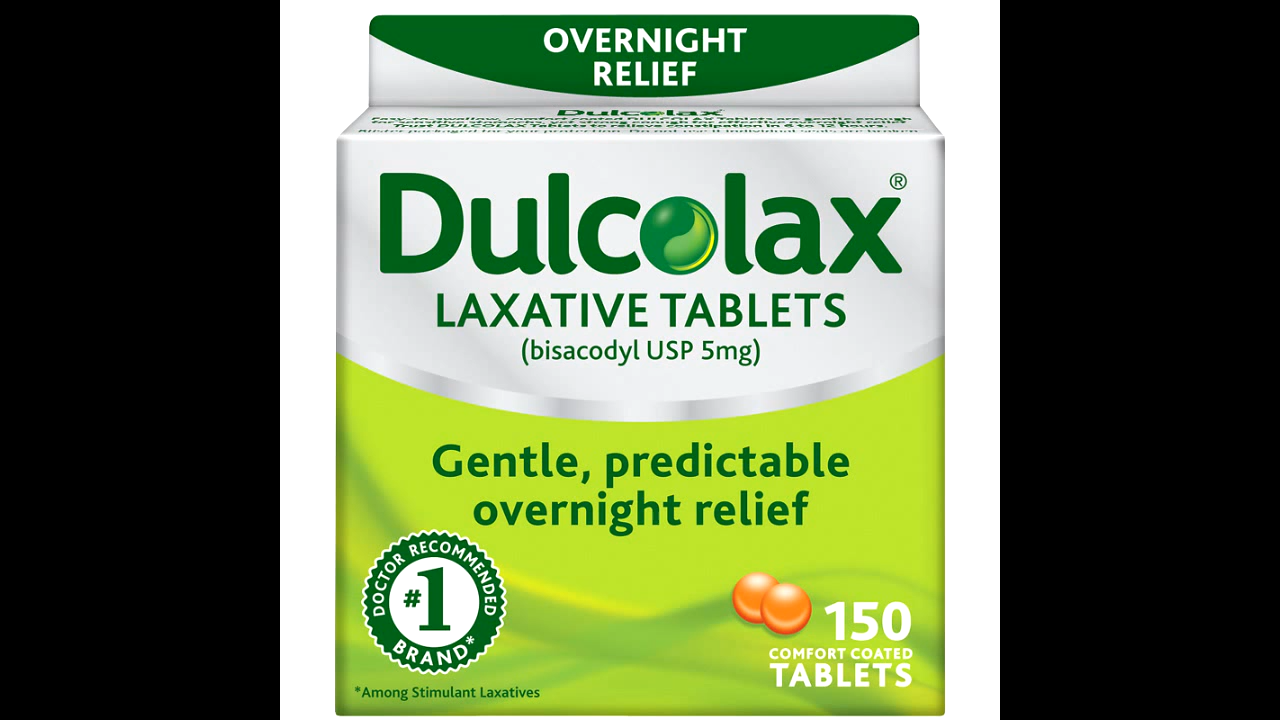 OVERNIGHT
RELIEF
Dulcolax
Dulcolax®
LAXATIVE TABLETS
(bisacodyl USP 5mg)
Gentle, predictable
overnight relief
DOCTOR RECOMMENDED
#1
BRAND*
150
COMFORT COATED
TABLETS
*Among Stimulant Laxatives